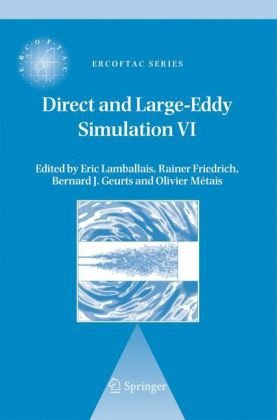 ERCOFTAC
ERCOFTAC SERIES
Direct and Large-Eddy
Simulation VI
Edited by Eric Lamballais, Rainer Friedrich,
Bernard J. Geurts and Olivier Métais
Springer